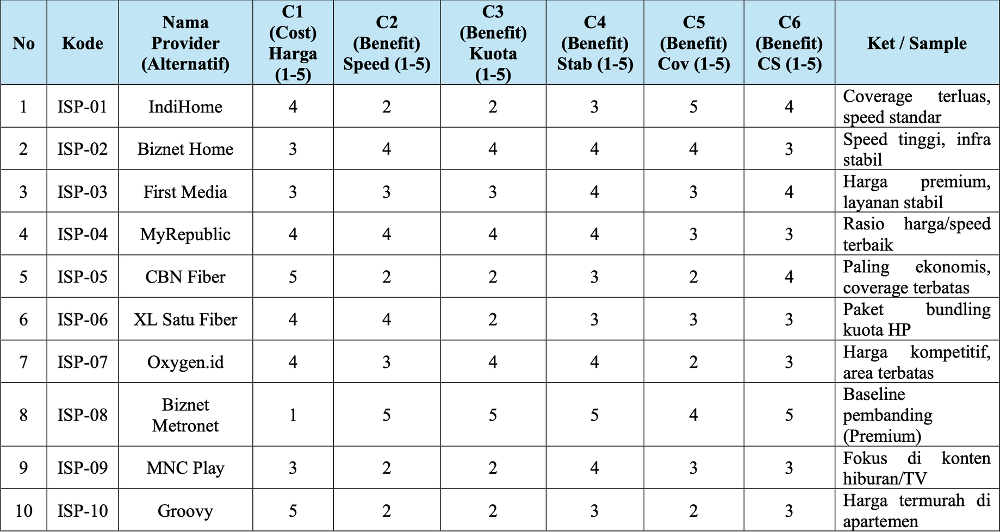 No
Kode
Nama
Provider
(Alternatif)
C1
(Cost)
Harga
(1-5)
C2
(Benefit)
Speed (1-5)
C3
(Benefit)
Kuota
(1-5)
C4
(Benefit)
Stab (1-5)
C5
(Benefit)
Cov (1-5)
C6
(Benefit)
CS (1-5)
Ket / Sample
1
ISP-01
IndiHome
4
2
2
3
5
4
Coverage terluas,
speed standar
2
ISP-02
Biznet Home
3
4
4
4
4
3
Speed tinggi, infra
stabil
3
ISP-03
First Media
3
3
3
4
3
4
Harga premium,
layanan stabil
4
ISP-04
MyRepublic
4
4
4
4
3
3
Rasio harga/speed
terbaik
5
ISP-05
CBN Fiber
5
2
2
3
2
4
Paling ekonomis,
coverage terbatas
6
ISP-06
XL Satu Fiber
4
4
2
3
3
3
Paket bundling
kuota HP
7
ISP-07
Oxygen.id
4
3
4
4
2
3
Harga kompetitif,
area terbatas
8
ISP-08
Biznet
Metronet
1
5
5
5
4
5
Baseline
pembanding
(Premium)
9
ISP-09
MNC Play
3
2
2
4
3
3
Fokus di konten
hiburan/TV
10
ISP-10
Groovy
5
2
2
3
2
3
Harga termurah di
apartemen